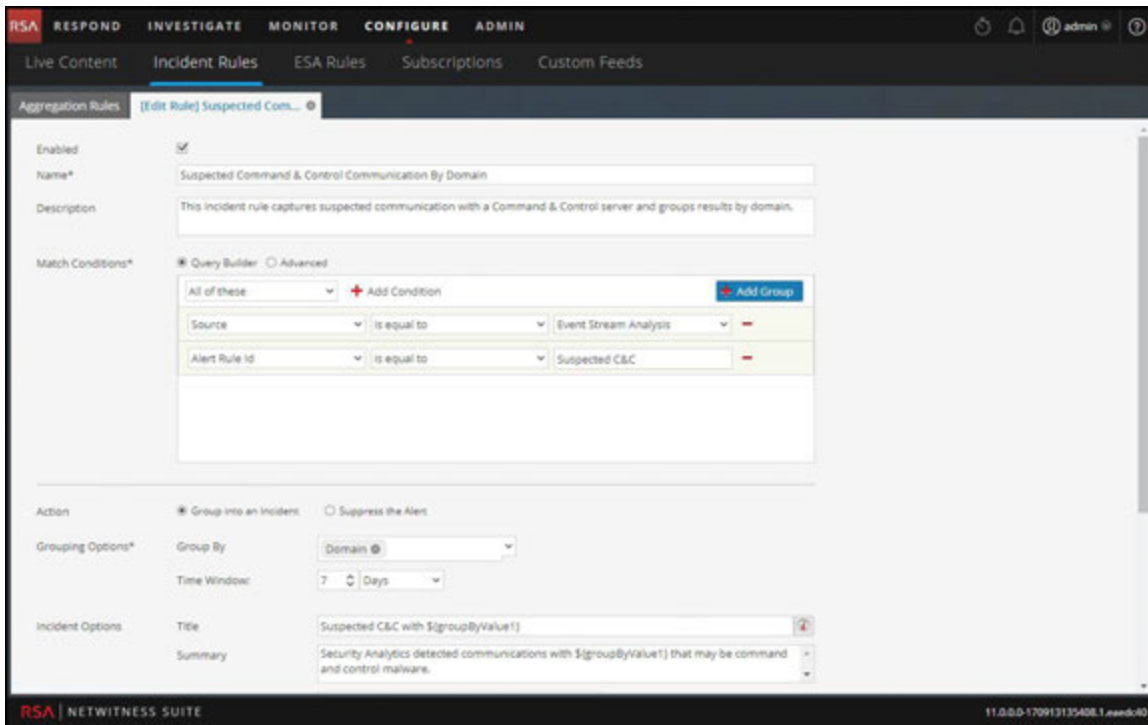 RSA RESPOND INVESTIGATE MONITOR CONFIGURE ADMIN admin
Live Content Incident Rules ESA Rules Subscriptions Custom Feeds
Aggregation Rules [Edit Rule] Suspected Com...
Enabled
Name* Suspected Command & Control Communication By Domain
Description This incident rule captures suspected communication with a Command & Control server and groups results by domain.
Match Conditions* Query Builder Advanced
All of these Add Condition Add Group
Source is equal to Event Stream Analysis
Alert Rule Id is equal to Suspected C&C
Action Group into an Incident Suppress the Alert
Grouping Options* Group By Domain
Time Window: 7 Days
Incident Options Title Suspected C&C with ${groupByValue1}
Summary Security Analytics detected communications with ${groupByValue1} that may be command
and control malware.
RSA NETWITNESS SUITE